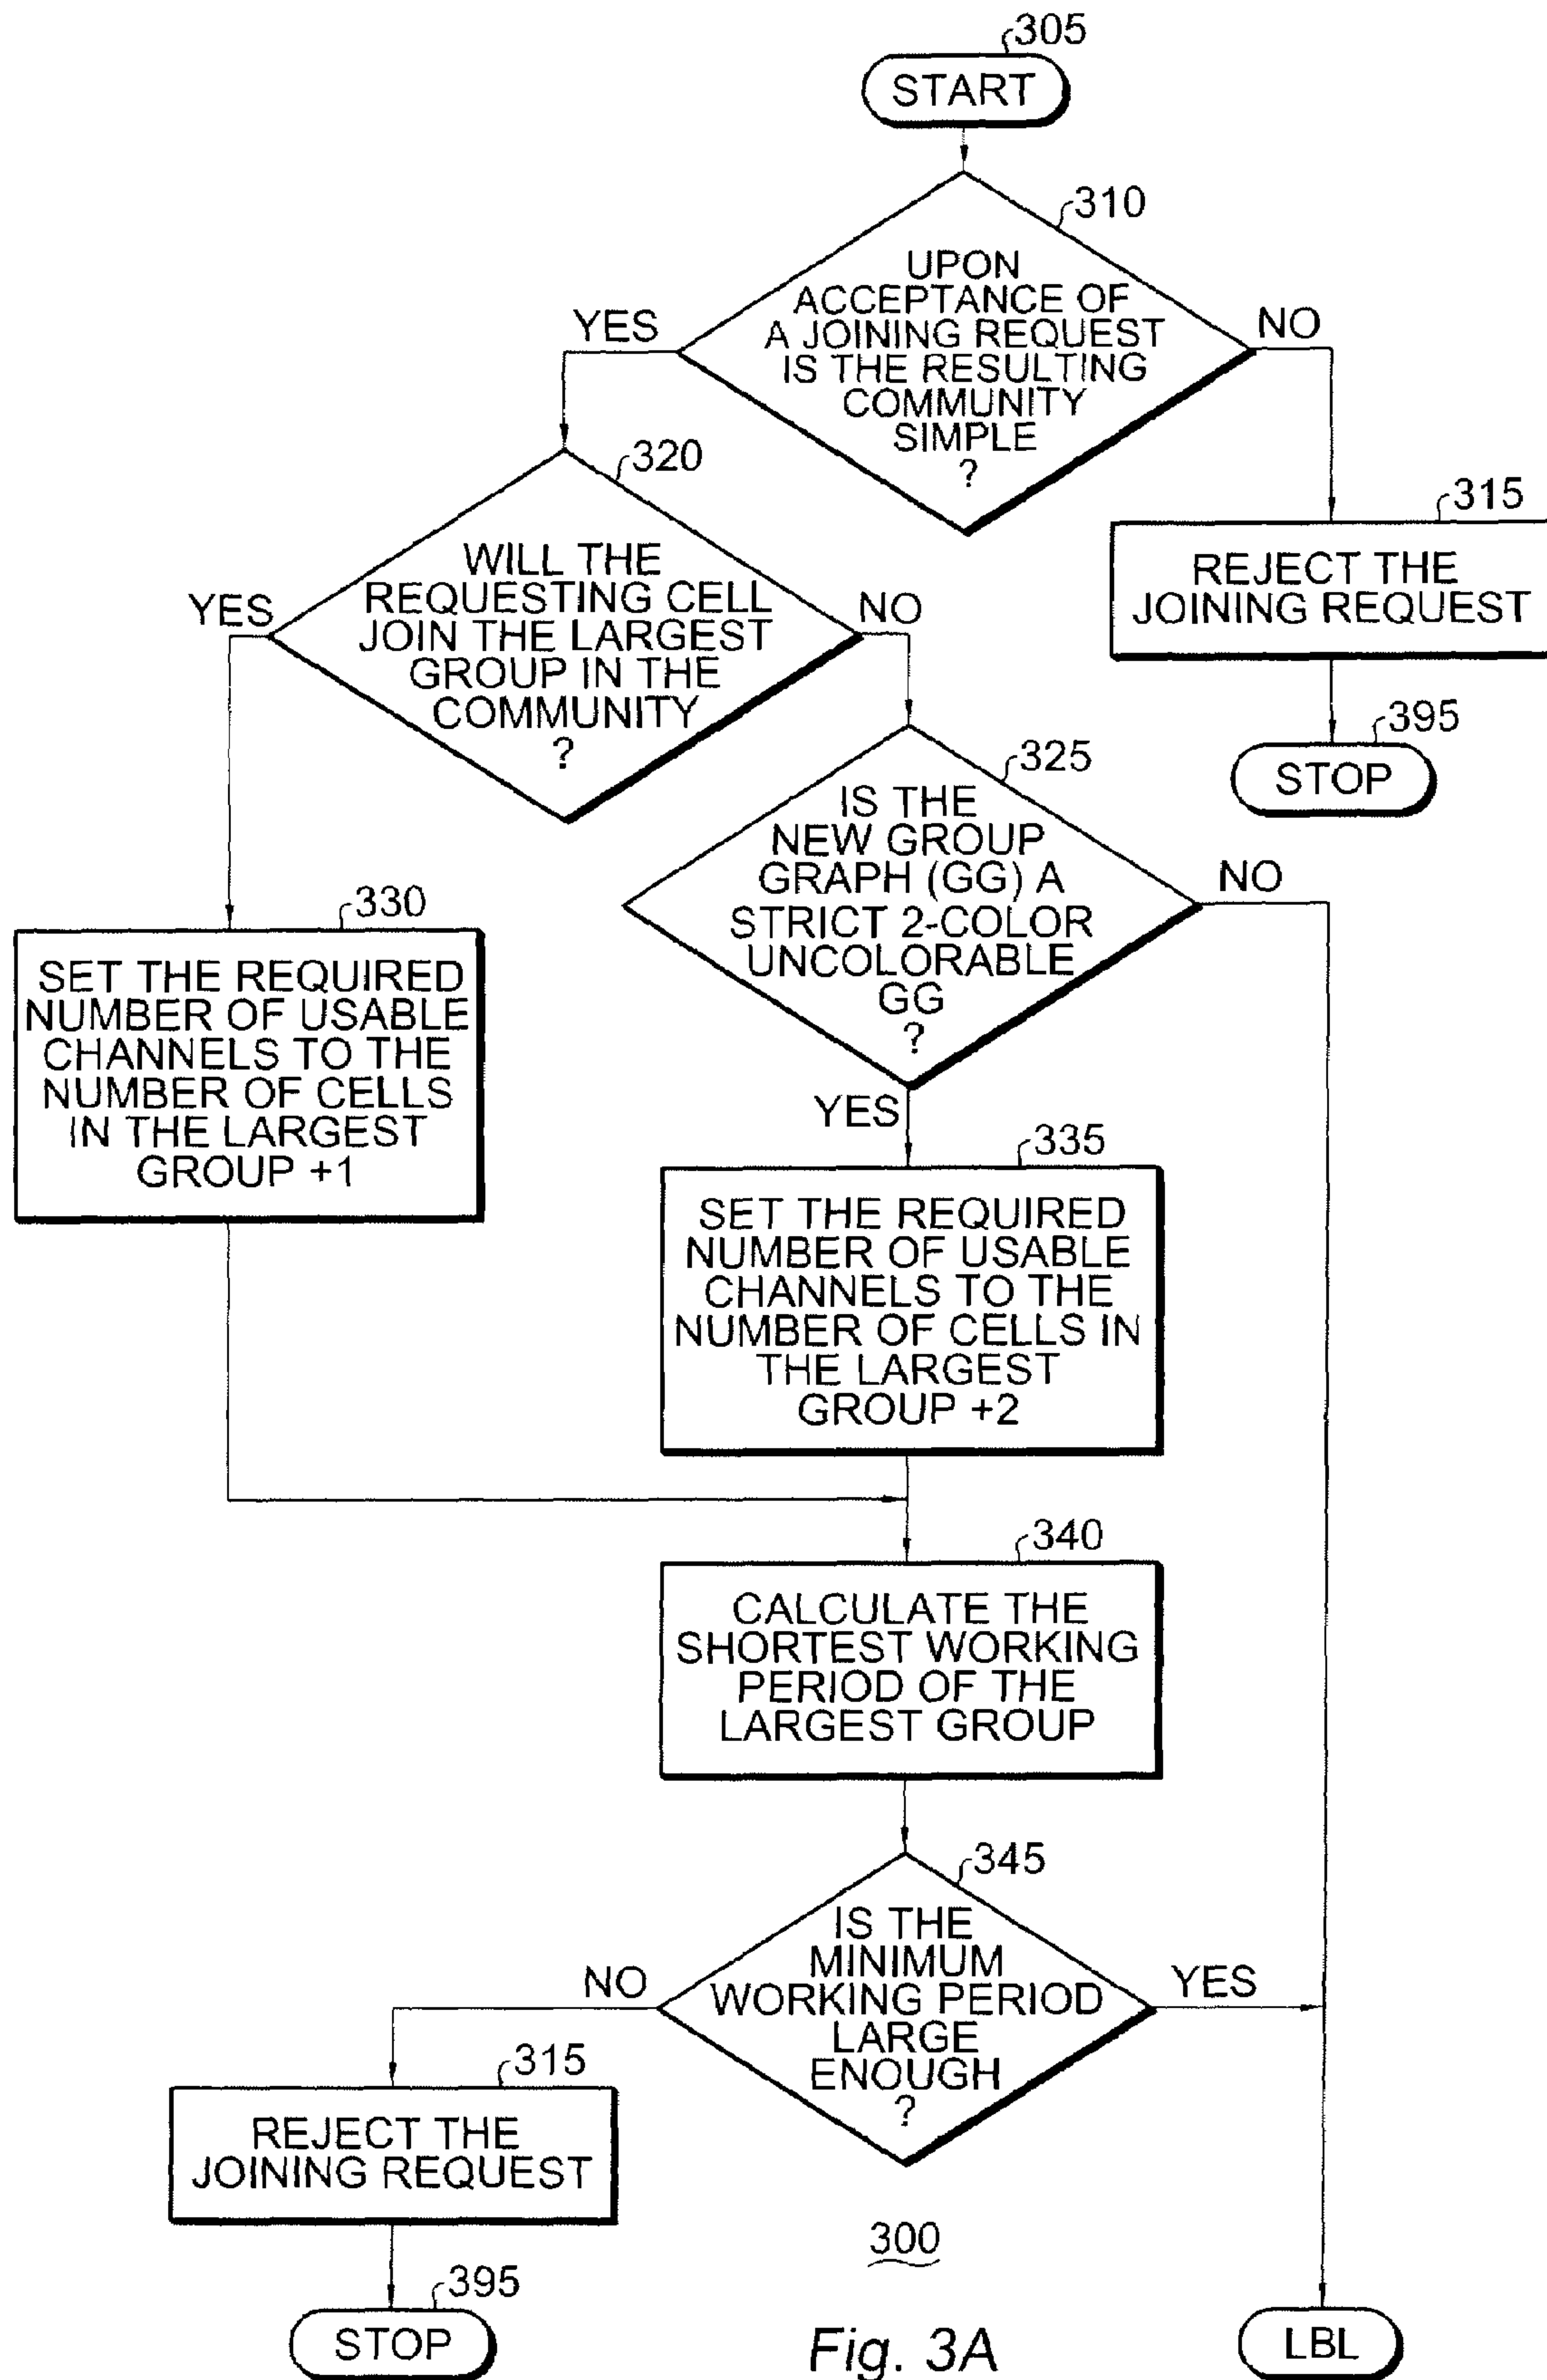 305
START
310
UPON
ACCEPTANCE OF
A JOINING REQUEST
IS THE RESULTING
COMMUNITY
SIMPLE
?
YES
NO
320
315
WILL THE
REQUESTING CELL
JOIN THE LARGEST
GROUP IN THE
COMMUNITY
?
YES
NO
REJECT THE
JOINING REQUEST
395
STOP
325
IS THE
NEW GROUP
GRAPH (GG) A
STRICT 2-COLOR
UNCOLORABLE
GG
?
NO
YES
330
SET THE REQUIRED
NUMBER OF USABLE
CHANNELS TO THE
NUMBER OF CELLS
IN THE LARGEST
GROUP +1
335
SET THE REQUIRED
NUMBER OF USABLE
CHANNELS TO THE
NUMBER OF CELLS IN
THE LARGEST
GROUP +2
340
CALCULATE THE
SHORTEST WORKING
PERIOD OF THE
LARGEST GROUP
345
IS THE
MINIMUM
WORKING PERIOD
LARGE
ENOUGH
?
NO
YES
315
REJECT THE
JOINING REQUEST
395
STOP
300
Fig. 3A
LBL